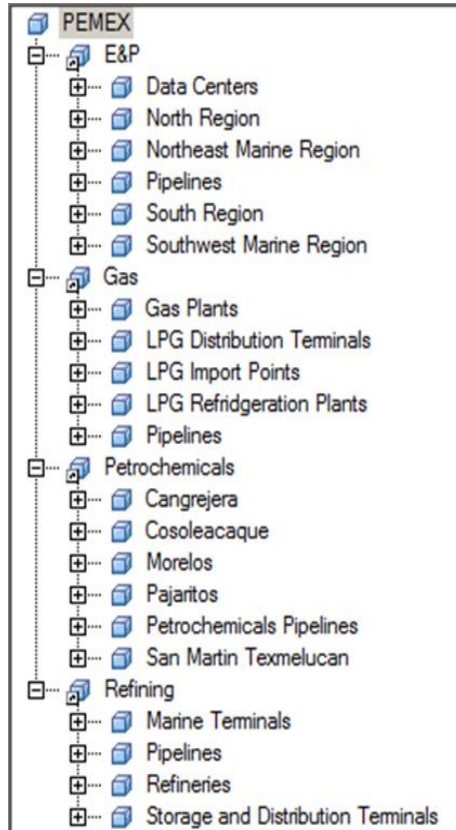 PEMEX
E&P
Data Centers
North Region
Northeast Marine Region
Pipelines
South Region
Southwest Marine Region
Gas
Gas Plants
LPG Distribution Terminals
LPG Import Points
LPG Refridgeration Plants
Pipelines
Petrochemicals
Cangrejera
Cosoleacaque
Morelos
Pajaritos
Petrochemicals Pipelines
San Martin Texmelucan
Refining
Marine Terminals
Pipelines
Refineries
Storage and Distribution Terminals